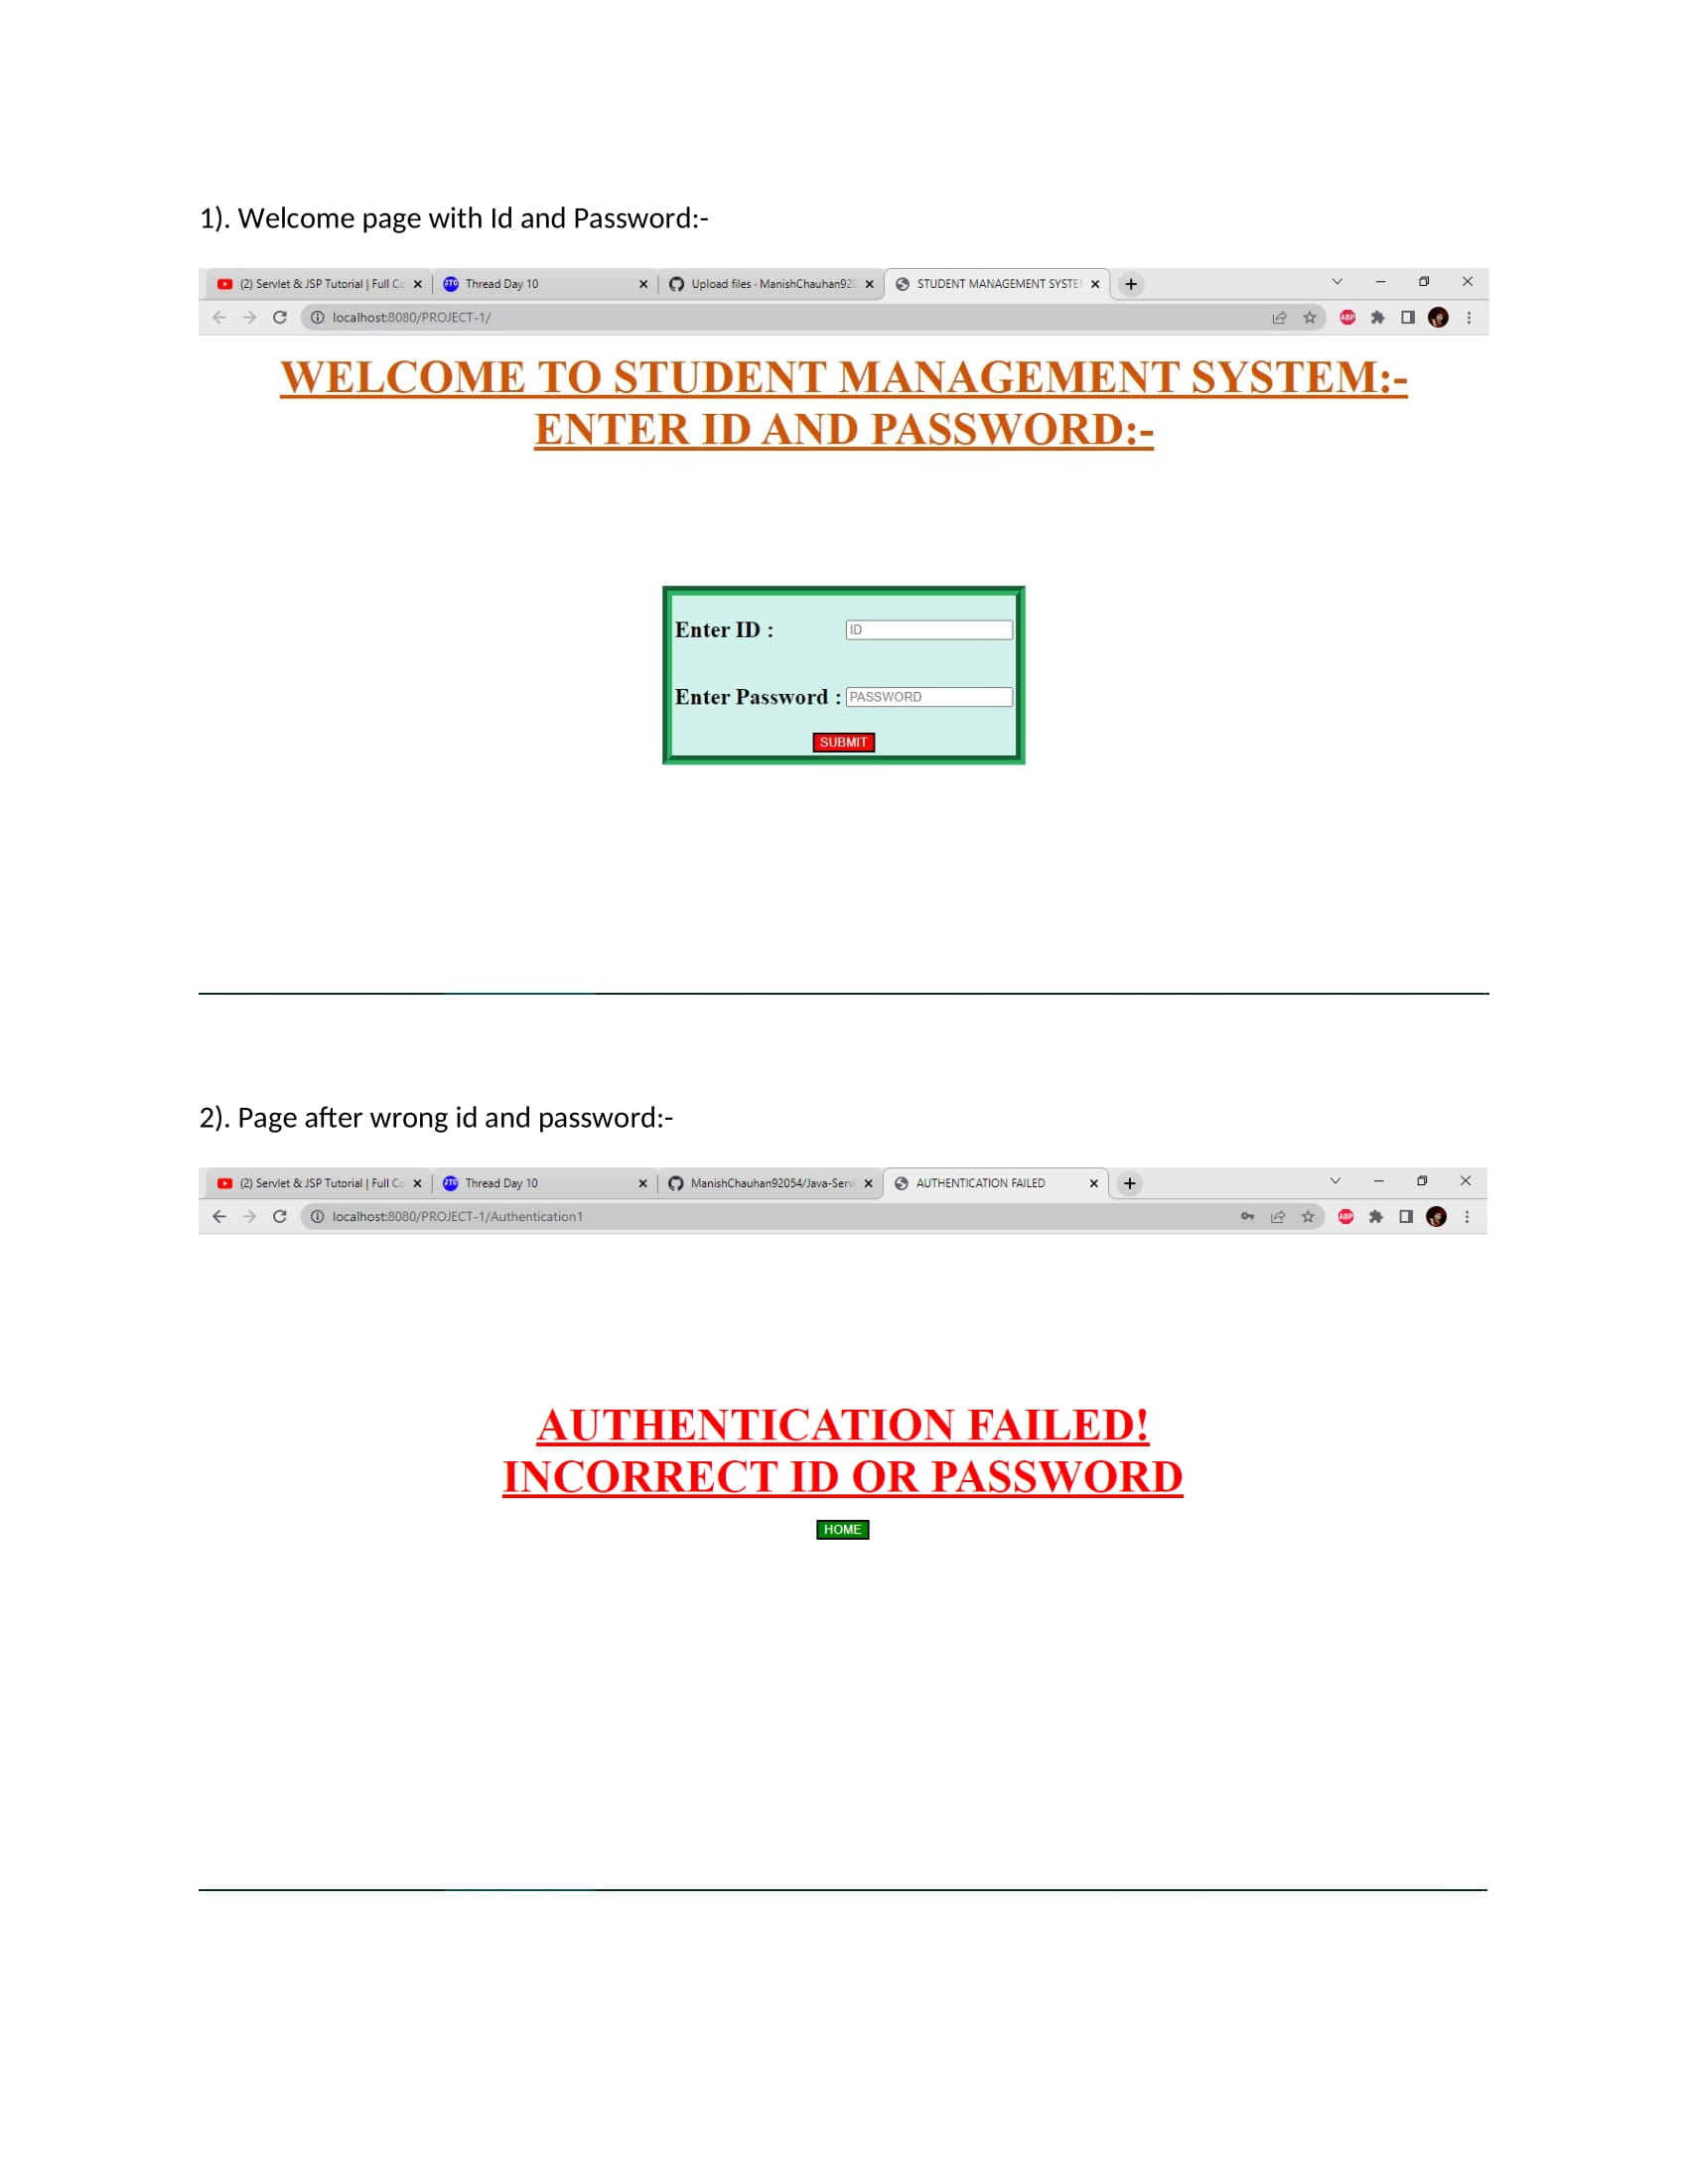 1). Welcome page with Id and Password:-
(2) Servlet & JSP Tutorial | Full Thread Day 10 Upload files · STUDENT MANAGEMENT
localhost:8080/PROJECT-1/
WELCOME TO STUDENT MANAGEMENT SYSTEM:-
ENTER ID AND PASSWORD:-
Enter ID : ID
Enter Password : PASSWORD
SUBMIT
2). Page after wrong id and password:-
(2) Servlet & JSP Tutorial | Full Thread Day 10 ManishChauhan92054/Java- AUTHENTICATION FAILED
localhost:8080/PROJECT-1/Authentication1
AUTHENTICATION FAILED!
INCORRECT ID OR PASSWORD
HOME